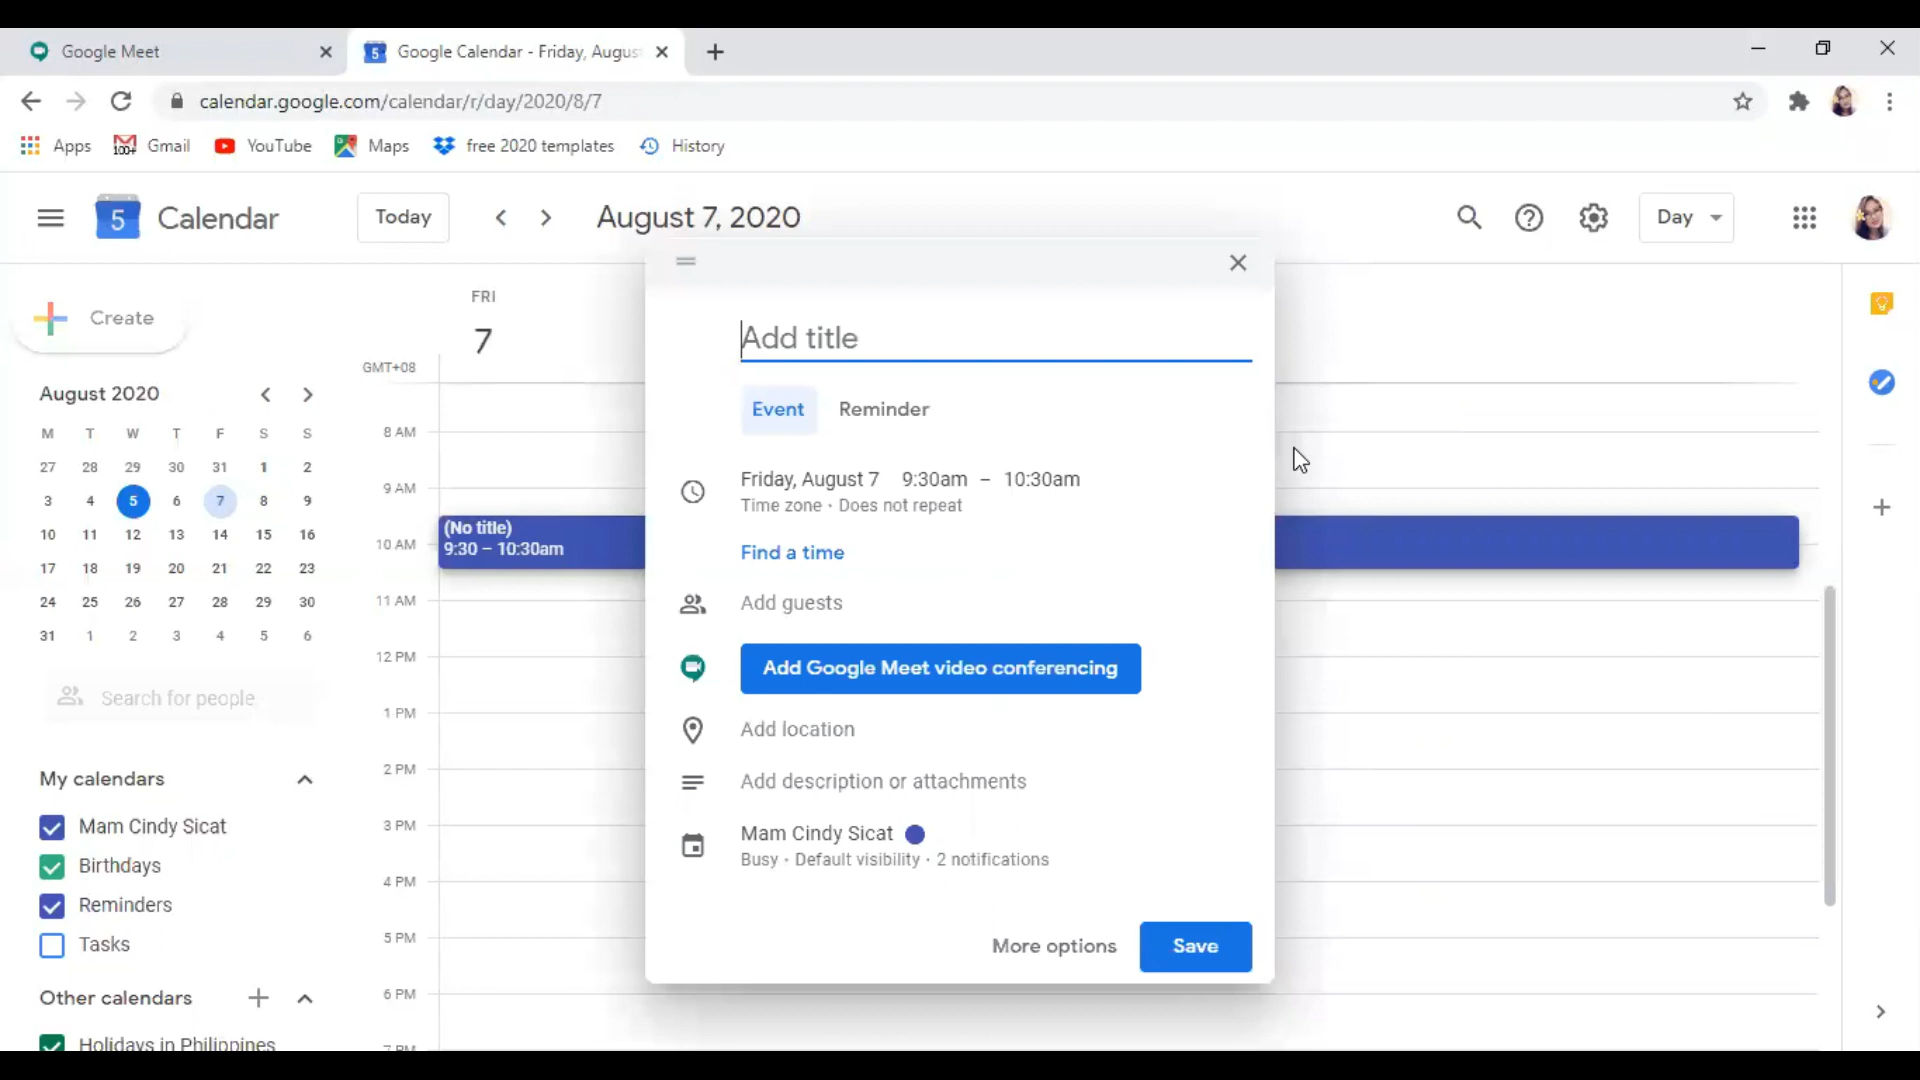 Google Meet
Google Calendar - Friday, Augus
calendar.google.com/calendar/r/day/2020/8/7
Apps
100+
Gmail
YouTube
Maps
free 2020 templates
History
5
Calendar
Today
August 7, 2020
Day
Create
FRI
7
GMT+08
August 2020
M T W T F S S
27 28 29 30 31 1 2
3 4 5 6 7 8 9
10 11 12 13 14 15 16
17 18 19 20 21 22 23
24 25 26 27 28 29 30
31 1 2 3 4 5 6
Search for people
My calendars
Mam Cindy Sicat
Birthdays
Reminders
Tasks
Other calendars
Holidays in Philippines
8 AM
9 AM
10 AM
11 AM
12 PM
1 PM
2 PM
3 PM
4 PM
5 PM
6 PM
7 PM
(No title)
9:30 – 10:30am
Add title
Event
Reminder
Friday, August 7 9:30am – 10:30am
Time zone · Does not repeat
Find a time
Add guests
Add Google Meet video conferencing
Add location
Add description or attachments
Mam Cindy Sicat
Busy · Default visibility · 2 notifications
More options
Save